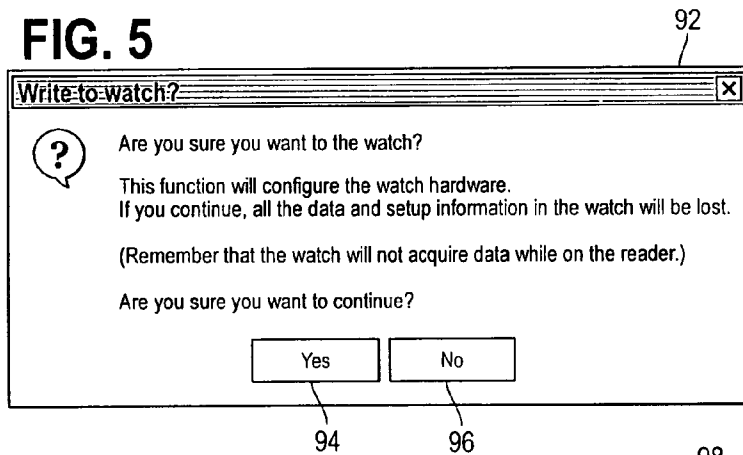 FIG. 5
92
Write to watch?
Are you sure you want to the watch?
This function will configure the watch hardware.
If you continue, all the data and setup information in the watch will be lost.
(Remember that the watch will not acquire data while on the reader.)
Are you sure you want to continue?
Yes No
94 96